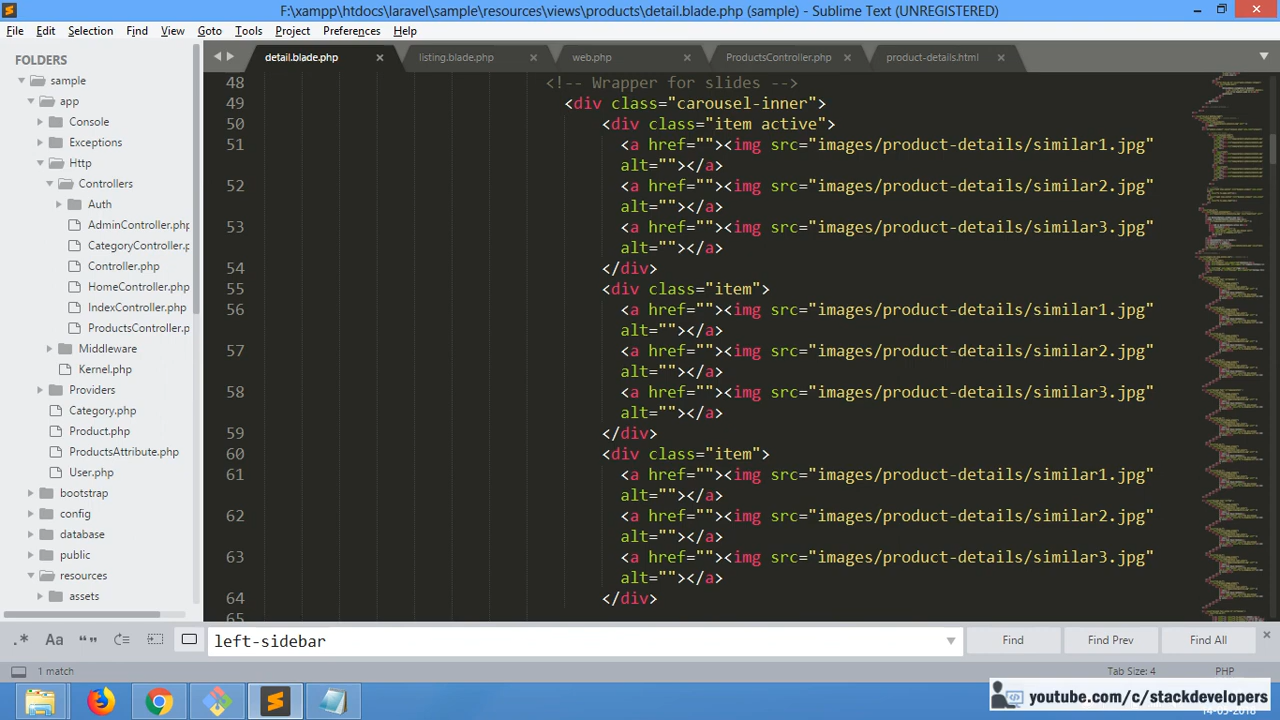 F:\xampp\htdocs\laravel\sample\resources\views\products\detail.blade.php (sample) - Sublime Text (UNREGISTERED)
File Edit Selection Find View Goto Tools Project Preferences Help
FOLDERS
sample
app
Console
Exceptions
Http
Controllers
Auth
AdminController.php
CategoryController.p
Controller.php
HomeController.php
IndexController.php
ProductsController.p
Middleware
Kernel.php
Providers
Category.php
Product.php
ProductsAttribute.php
User.php
bootstrap
config
database
public
resources
assets
detail.blade.php × listing.blade.php × web.php × ProductsController.php × product-details.html ×
48 <!-- Wrapper for slides -->
49 <div class="carousel-inner">
50 <div class="item active">
51 <a href=""><img src="images/product-details/similar1.jpg"
alt=""></a>
52 <a href=""><img src="images/product-details/similar2.jpg"
alt=""></a>
53 <a href=""><img src="images/product-details/similar3.jpg"
alt=""></a>
54 </div>
55 <div class="item">
56 <a href=""><img src="images/product-details/similar1.jpg"
alt=""></a>
57 <a href=""><img src="images/product-details/similar2.jpg"
alt=""></a>
58 <a href=""><img src="images/product-details/similar3.jpg"
alt=""></a>
59 </div>
60 <div class="item">
61 <a href=""><img src="images/product-details/similar1.jpg"
alt=""></a>
62 <a href=""><img src="images/product-details/similar2.jpg"
alt=""></a>
63 <a href=""><img src="images/product-details/similar3.jpg"
alt=""></a>
64 </div>
65
.* Aa “” left-sidebar Find Find Prev Find All
1 match Tab Size: 4 PHP
youtube.com/c/stackdevelopers